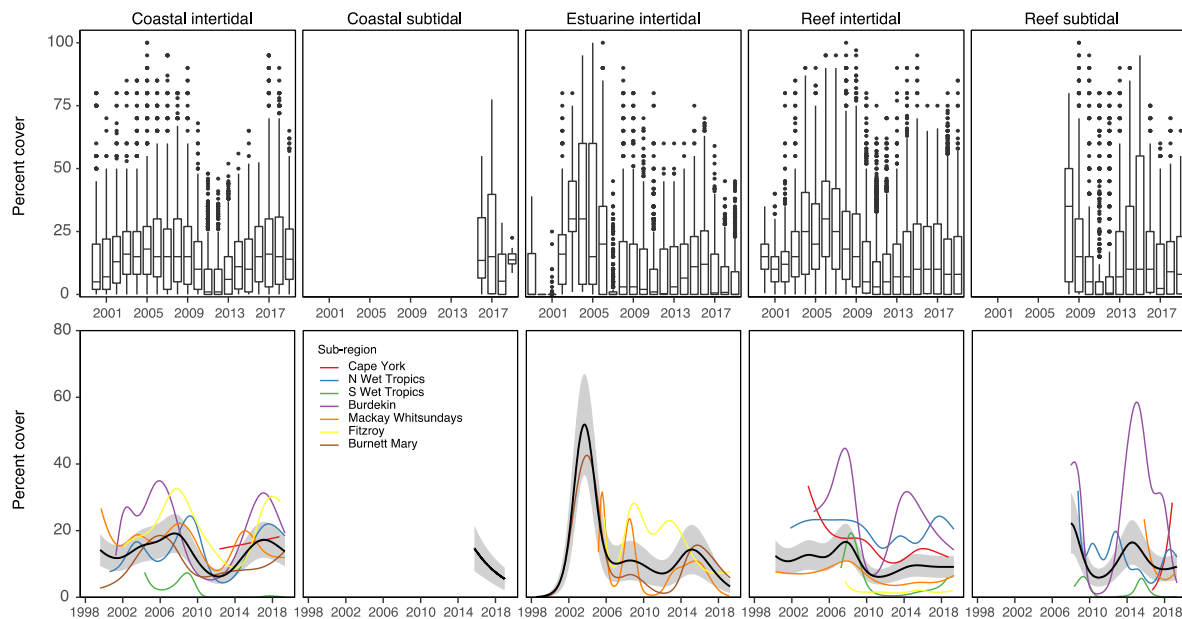 Coastal intertidal Coastal subtidal Estuarine intertidal Reef intertidal Reef subtidal
Percent cover
100
75
50
25
0
2001 2005 2009 2013 2017 2001 2005 2009 2013 2017 2001 2005 2009 2013 2017 2001 2005 2009 2013 2017 2001 2005 2009 2013 2017
Percent cover
80
60
40
20
0
Sub-region
Cape York
N Wet Tropics
S Wet Tropics
Burdekin
Mackay Whitsundays
Fitzroy
Burnett Mary
1998 2002 2006 2010 2014 2018 1998 2002 2006 2010 2014 2018 1998 2002 2006 2010 2014 2018 1998 2002 2006 2010 2014 2018 1998 2002 2006 2010 2014 2018